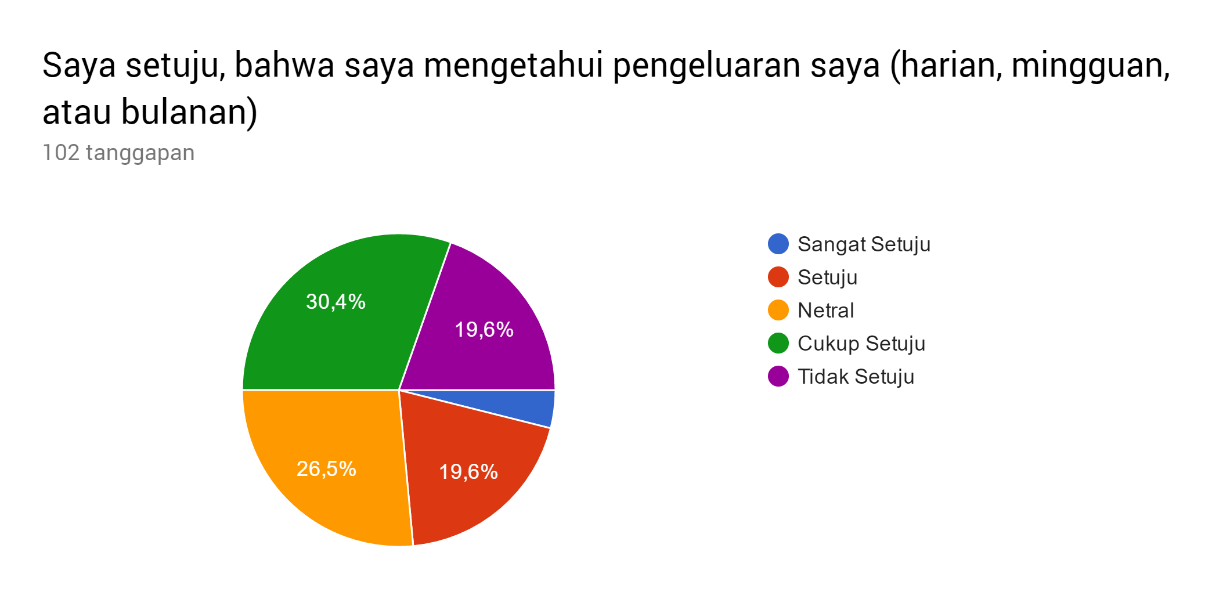 Saya setuju, bahwa saya mengetahui pengeluaran saya (harian, mingguan,
atau bulanan)
102 tanggapan
30,4%
19,6%
26,5%
19,6%
Sangat Setuju
Setuju
Netral
Cukup Setuju
Tidak Setuju